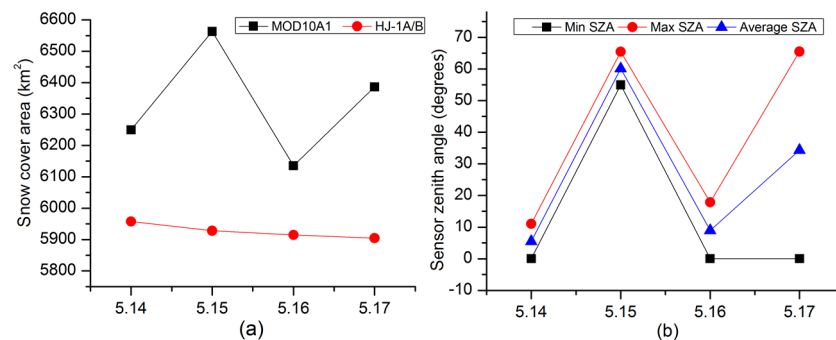 MOD10A1 HJ-1A/B
Snow cover area (km²)
6600
6500
6400
6300
6200
6100
6000
5900
5800
5.14 5.15 5.16 5.17
(a)
Min SZA Max SZA Average SZA
Sensor zenith angle (degrees)
70
60
50
40
30
20
10
0
-10
5.14 5.15 5.16 5.17
(b)